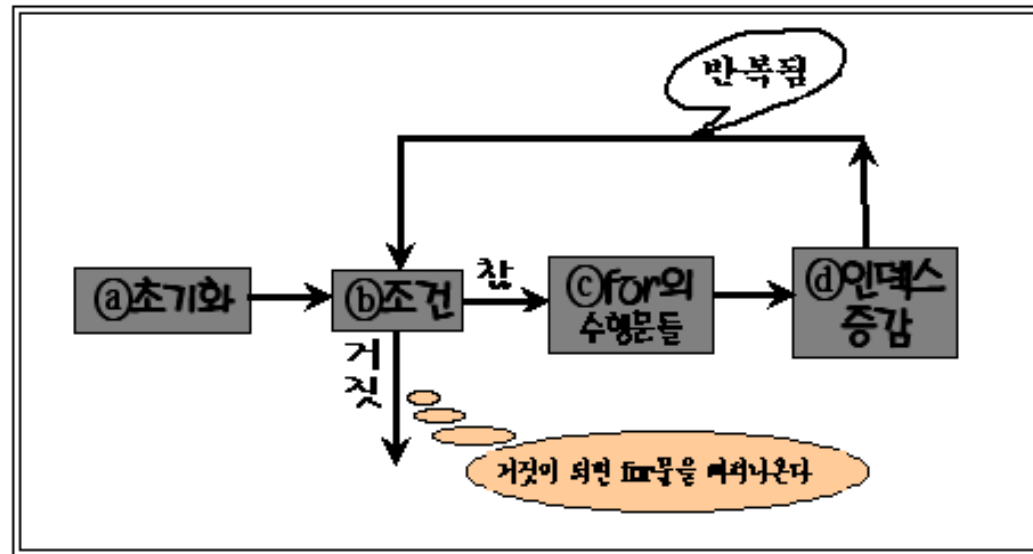 반복됨
ⓐ초기화
ⓑ조건
참
ⓒfor의
수행문들
ⓓ인덱스
증감
거
짓
거짓이 되면 for문을 빠져나온다